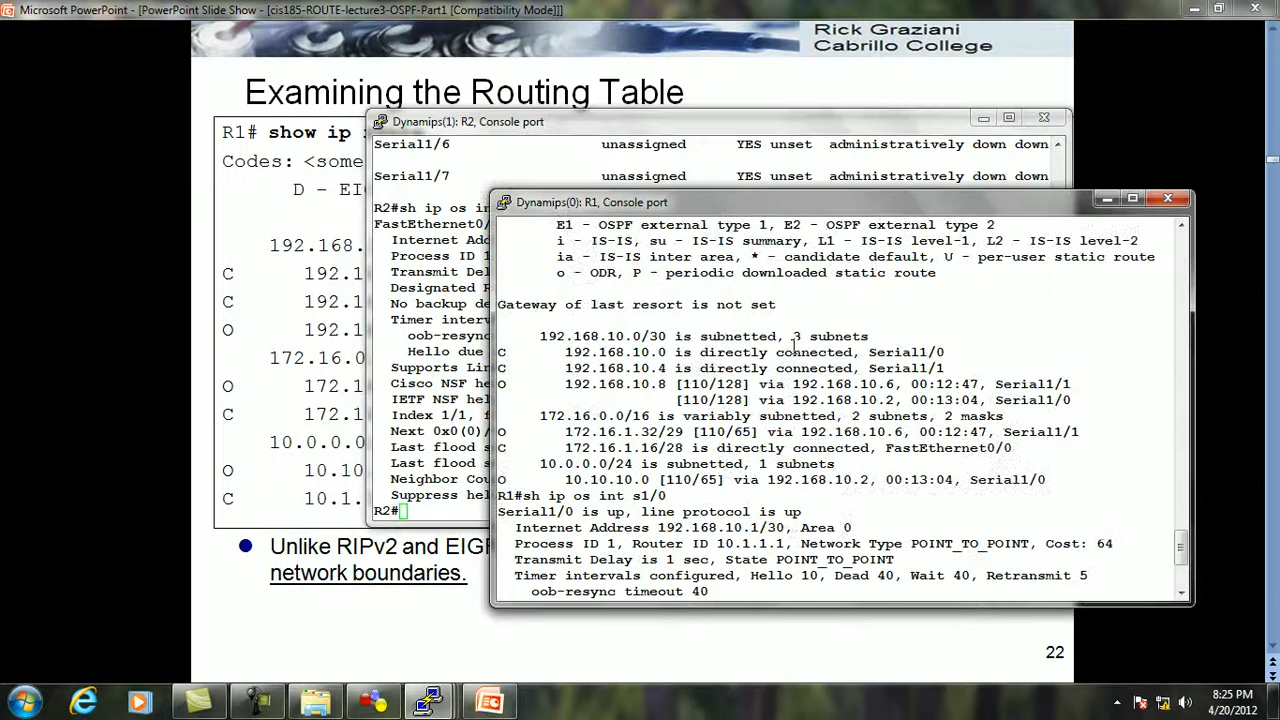 Microsoft PowerPoint - [PowerPoint Slide Show - [cis185-ROUTE-lecture3-OSPF-Part1 [Compatibility Mode]]]
Rick Graziani
Cabrillo College
Examining the Routing Table
R1# show ip
Codes: <some
D - EI
192.168.
C 192.1
C 192.1
O 192.1
172.16.
O 172.1
C 172.1
10.0.0.
O 10.10
C 10.1.
Unlike RIPv2 and EIG
network boundaries.
22
Dynamips(1): R2, Console port
Serial1/6 unassigned YES unset administratively down down
Serial1/7 unassigned YES unset administratively down down
R2#sh ip os in
FastEthernet0/
Internet Add
Process ID 1
Transmit Del
Designated R
No backup de
Timer interv
oob-resync
Hello due
Supports Lin
Cisco NSF he
IETF NSF hel
Index 1/1, f
Next 0x0(0)/
Last flood s
Last flood s
Neighbor Cou
Suppress hel
R2#
Dynamips(0): R1, Console port
E1 - OSPF external type 1, E2 - OSPF external type 2
i - IS-IS, su - IS-IS summary, L1 - IS-IS level-1, L2 - IS-IS level-2
ia - IS-IS inter area, * - candidate default, U - per-user static route
o - ODR, P - periodic downloaded static route
Gateway of last resort is not set
192.168.10.0/30 is subnetted, 3 subnets
C 192.168.10.0 is directly connected, Serial1/0
C 192.168.10.4 is directly connected, Serial1/1
O 192.168.10.8 [110/128] via 192.168.10.6, 00:12:47, Serial1/1
[110/128] via 192.168.10.2, 00:13:04, Serial1/0
172.16.0.0/16 is variably subnetted, 2 subnets, 2 masks
O 172.16.1.32/29 [110/65] via 192.168.10.6, 00:12:47, Serial1/1
C 172.16.1.16/28 is directly connected, FastEthernet0/0
10.0.0.0/24 is subnetted, 1 subnets
O 10.10.10.0 [110/65] via 192.168.10.2, 00:13:04, Serial1/0
R1#sh ip os int s1/0
Serial1/0 is up, line protocol is up
Internet Address 192.168.10.1/30, Area 0
Process ID 1, Router ID 10.1.1.1, Network Type POINT_TO_POINT, Cost: 64
Transmit Delay is 1 sec, State POINT_TO_POINT
Timer intervals configured, Hello 10, Dead 40, Wait 40, Retransmit 5
oob-resync timeout 40
8:25 PM
4/20/2012